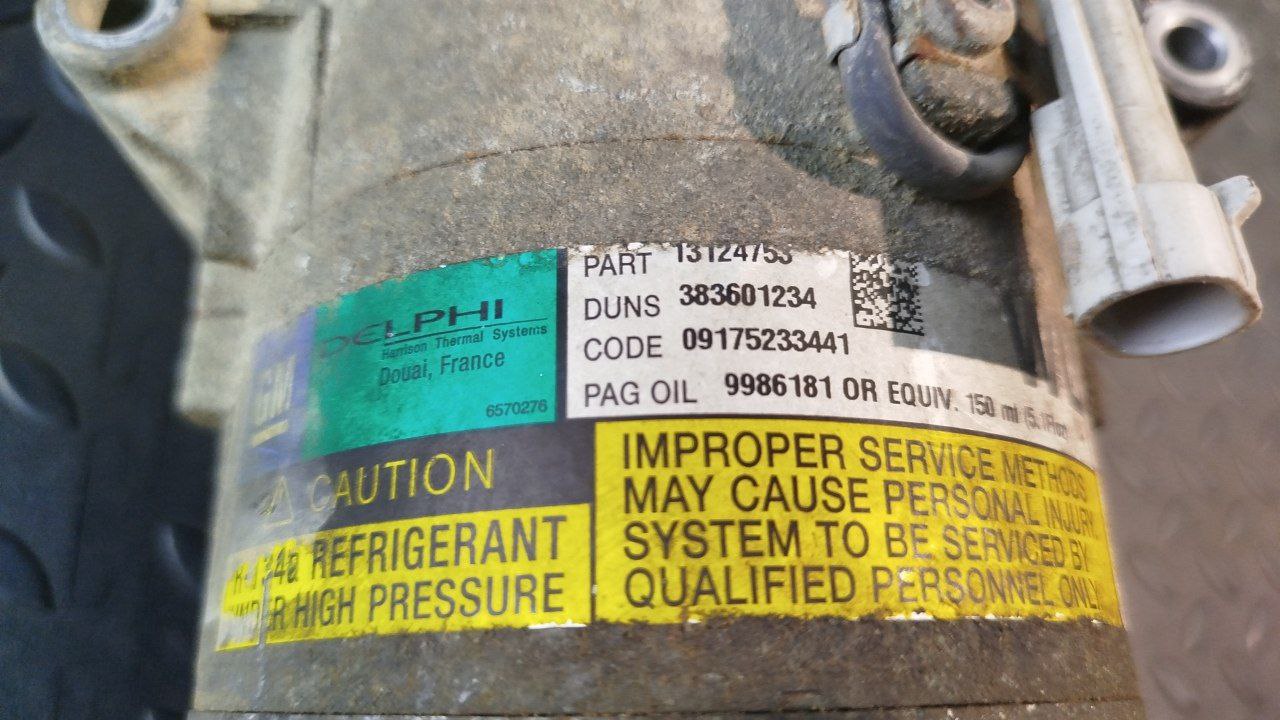 GM
DELPHI
Harrison Thermal Systems
Douai, France
6570276
PART 13124753
DUNS 383601234
CODE 09175233441
PAG OIL 9986181 OR EQUIV. 150 ml (5.
CAUTION
REFRIGERANT
UNDER HIGH PRESSURE
IMPROPER SERVICE METHODS
MAY CAUSE PERSONAL INJURY.
SYSTEM TO BE SERVICED BY
QUALIFIED PERSONNEL ONLY